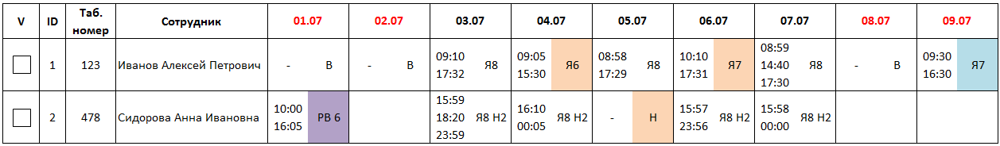 V ID Таб. номер Сотрудник 01.07 02.07 03.07 04.07 05.07 06.07 07.07 08.07 09.07
1 123 Иванов Алексей Петрович - В - В 09:10 17:32 Я8 09:05 15:30 Я6 08:58 17:29 Я8 10:10 17:31 Я7 08:59 14:40 17:30 Я8 - В 09:30 16:30 Я7
2 478 Сидорова Анна Ивановна 10:00 16:05 РВ 6 15:59 18:20 23:59 Я8 Н2 16:10 00:05 Я8 Н2 - Н 15:57 23:56 Я8 Н2 15:58 00:00 Я8 Н2